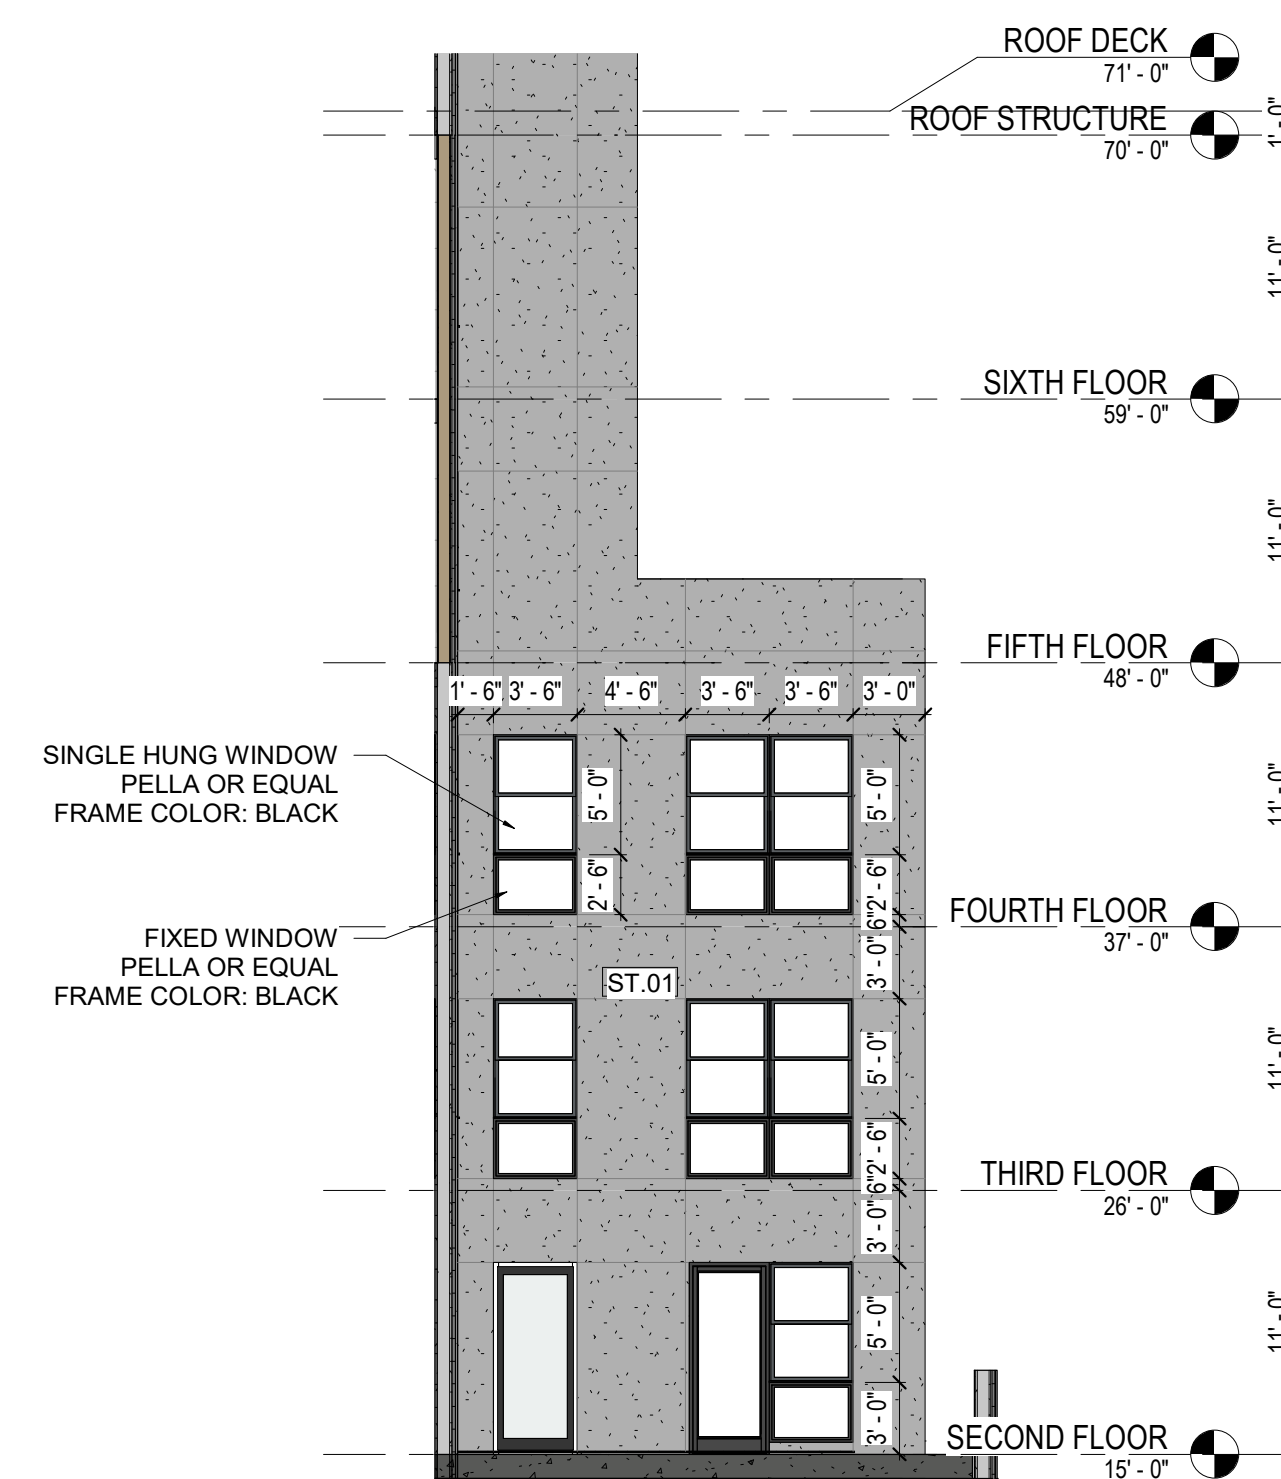 ROOF DECK
71' - 0"
ROOF STRUCTURE
70' - 0"
1' - 0"
11' - 0"
SIXTH FLOOR
59' - 0"
11' - 0"
FIFTH FLOOR
48' - 0"
1' - 6" 3' - 6" 4' - 6" 3' - 6" 3' - 6" 3' - 0"
SINGLE HUNG WINDOW
PELLA OR EQUAL
FRAME COLOR: BLACK
5' - 0"
5' - 0"
11' - 0"
2' - 6"
2' - 6"
6"
FIXED WINDOW
PELLA OR EQUAL
FRAME COLOR: BLACK
FOURTH FLOOR
37' - 0"
3' - 0"
ST.01
5' - 0"
11' - 0"
2' - 6"
6"
THIRD FLOOR
26' - 0"
3' - 0"
5' - 0"
11' - 0"
3' - 0"
SECOND FLOOR
15' - 0"